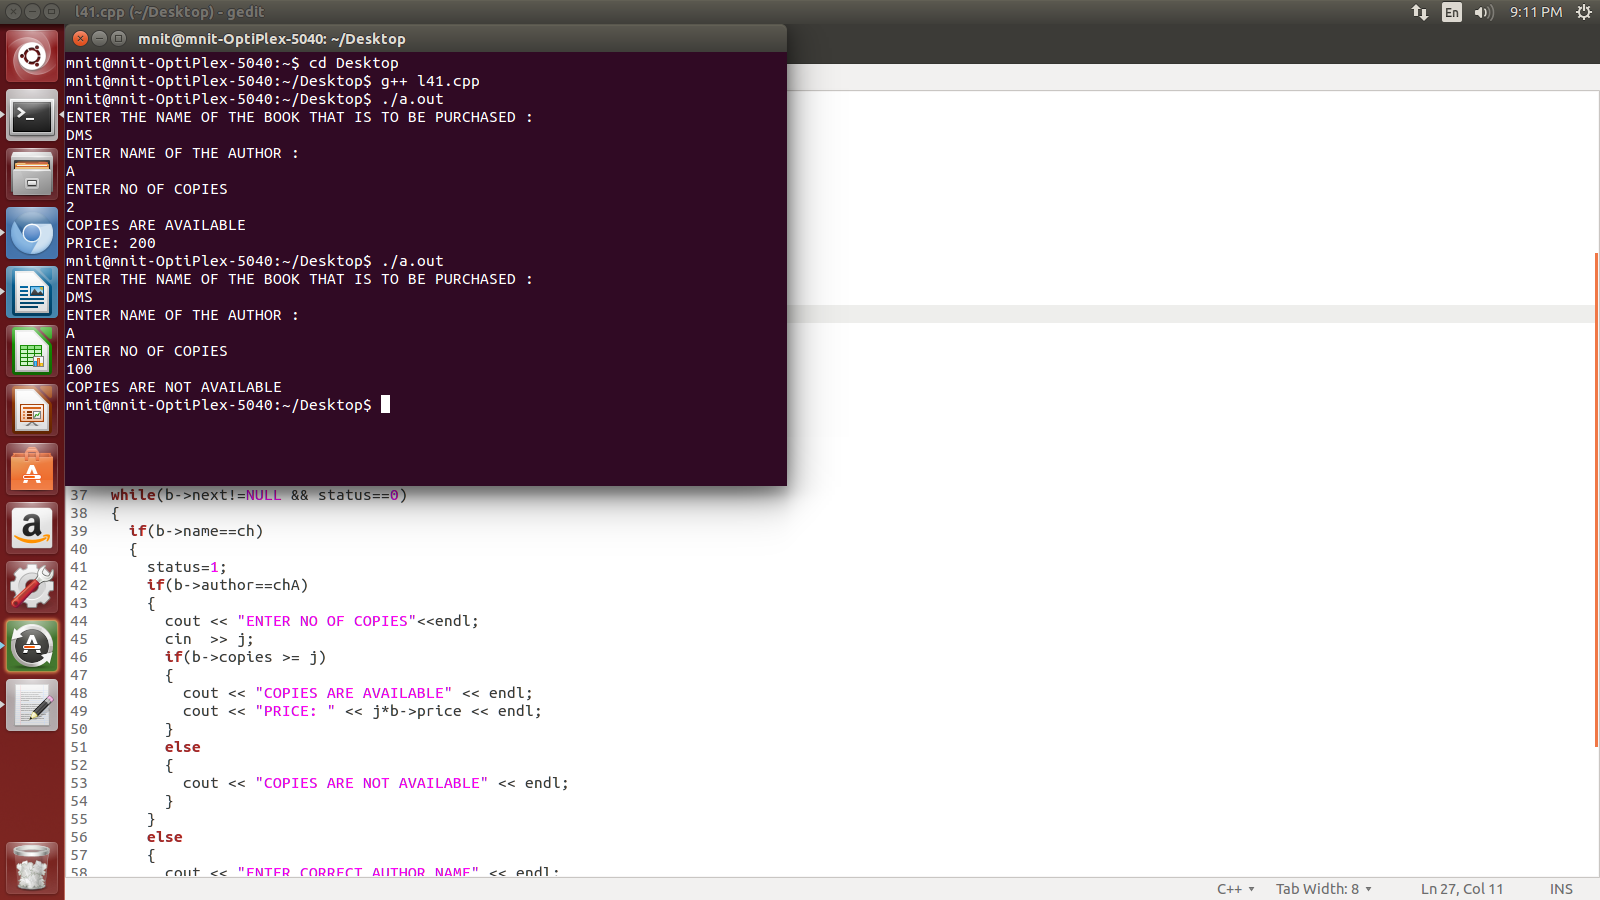 l41.cpp (~/Desktop) - gedit
En
9:11 PM
mnit@mnit-OptiPlex-5040: ~/Desktop
mnit@mnit-OptiPlex-5040:~$ cd Desktop
mnit@mnit-OptiPlex-5040:~/Desktop$ g++ l41.cpp
mnit@mnit-OptiPlex-5040:~/Desktop$ ./a.out
ENTER THE NAME OF THE BOOK THAT IS TO BE PURCHASED :
DMS
ENTER NAME OF THE AUTHOR :
A
ENTER NO OF COPIES
2
COPIES ARE AVAILABLE
PRICE: 200
mnit@mnit-OptiPlex-5040:~/Desktop$ ./a.out
ENTER THE NAME OF THE BOOK THAT IS TO BE PURCHASED :
DMS
ENTER NAME OF THE AUTHOR :
A
ENTER NO OF COPIES
100
COPIES ARE NOT AVAILABLE
mnit@mnit-OptiPlex-5040:~/Desktop$
37 while(b->next!=NULL && status==0)
38 {
39 if(b->name==ch)
40 {
41 status=1;
42 if(b->author==chA)
43 {
44 cout << "ENTER NO OF COPIES"<<endl;
45 cin  >> j;
46 if(b->copies >= j)
47 {
48 cout << "COPIES ARE AVAILABLE" << endl;
49 cout << "PRICE: " << j*b->price << endl;
50 }
51 else
52 {
53 cout << "COPIES ARE NOT AVAILABLE" << endl;
54 }
55 }
56 else
57 {
58 cout << "ENTER CORRECT AUTHOR NAME" << endl;
C++ Tab Width: 8 Ln 27, Col 11 INS